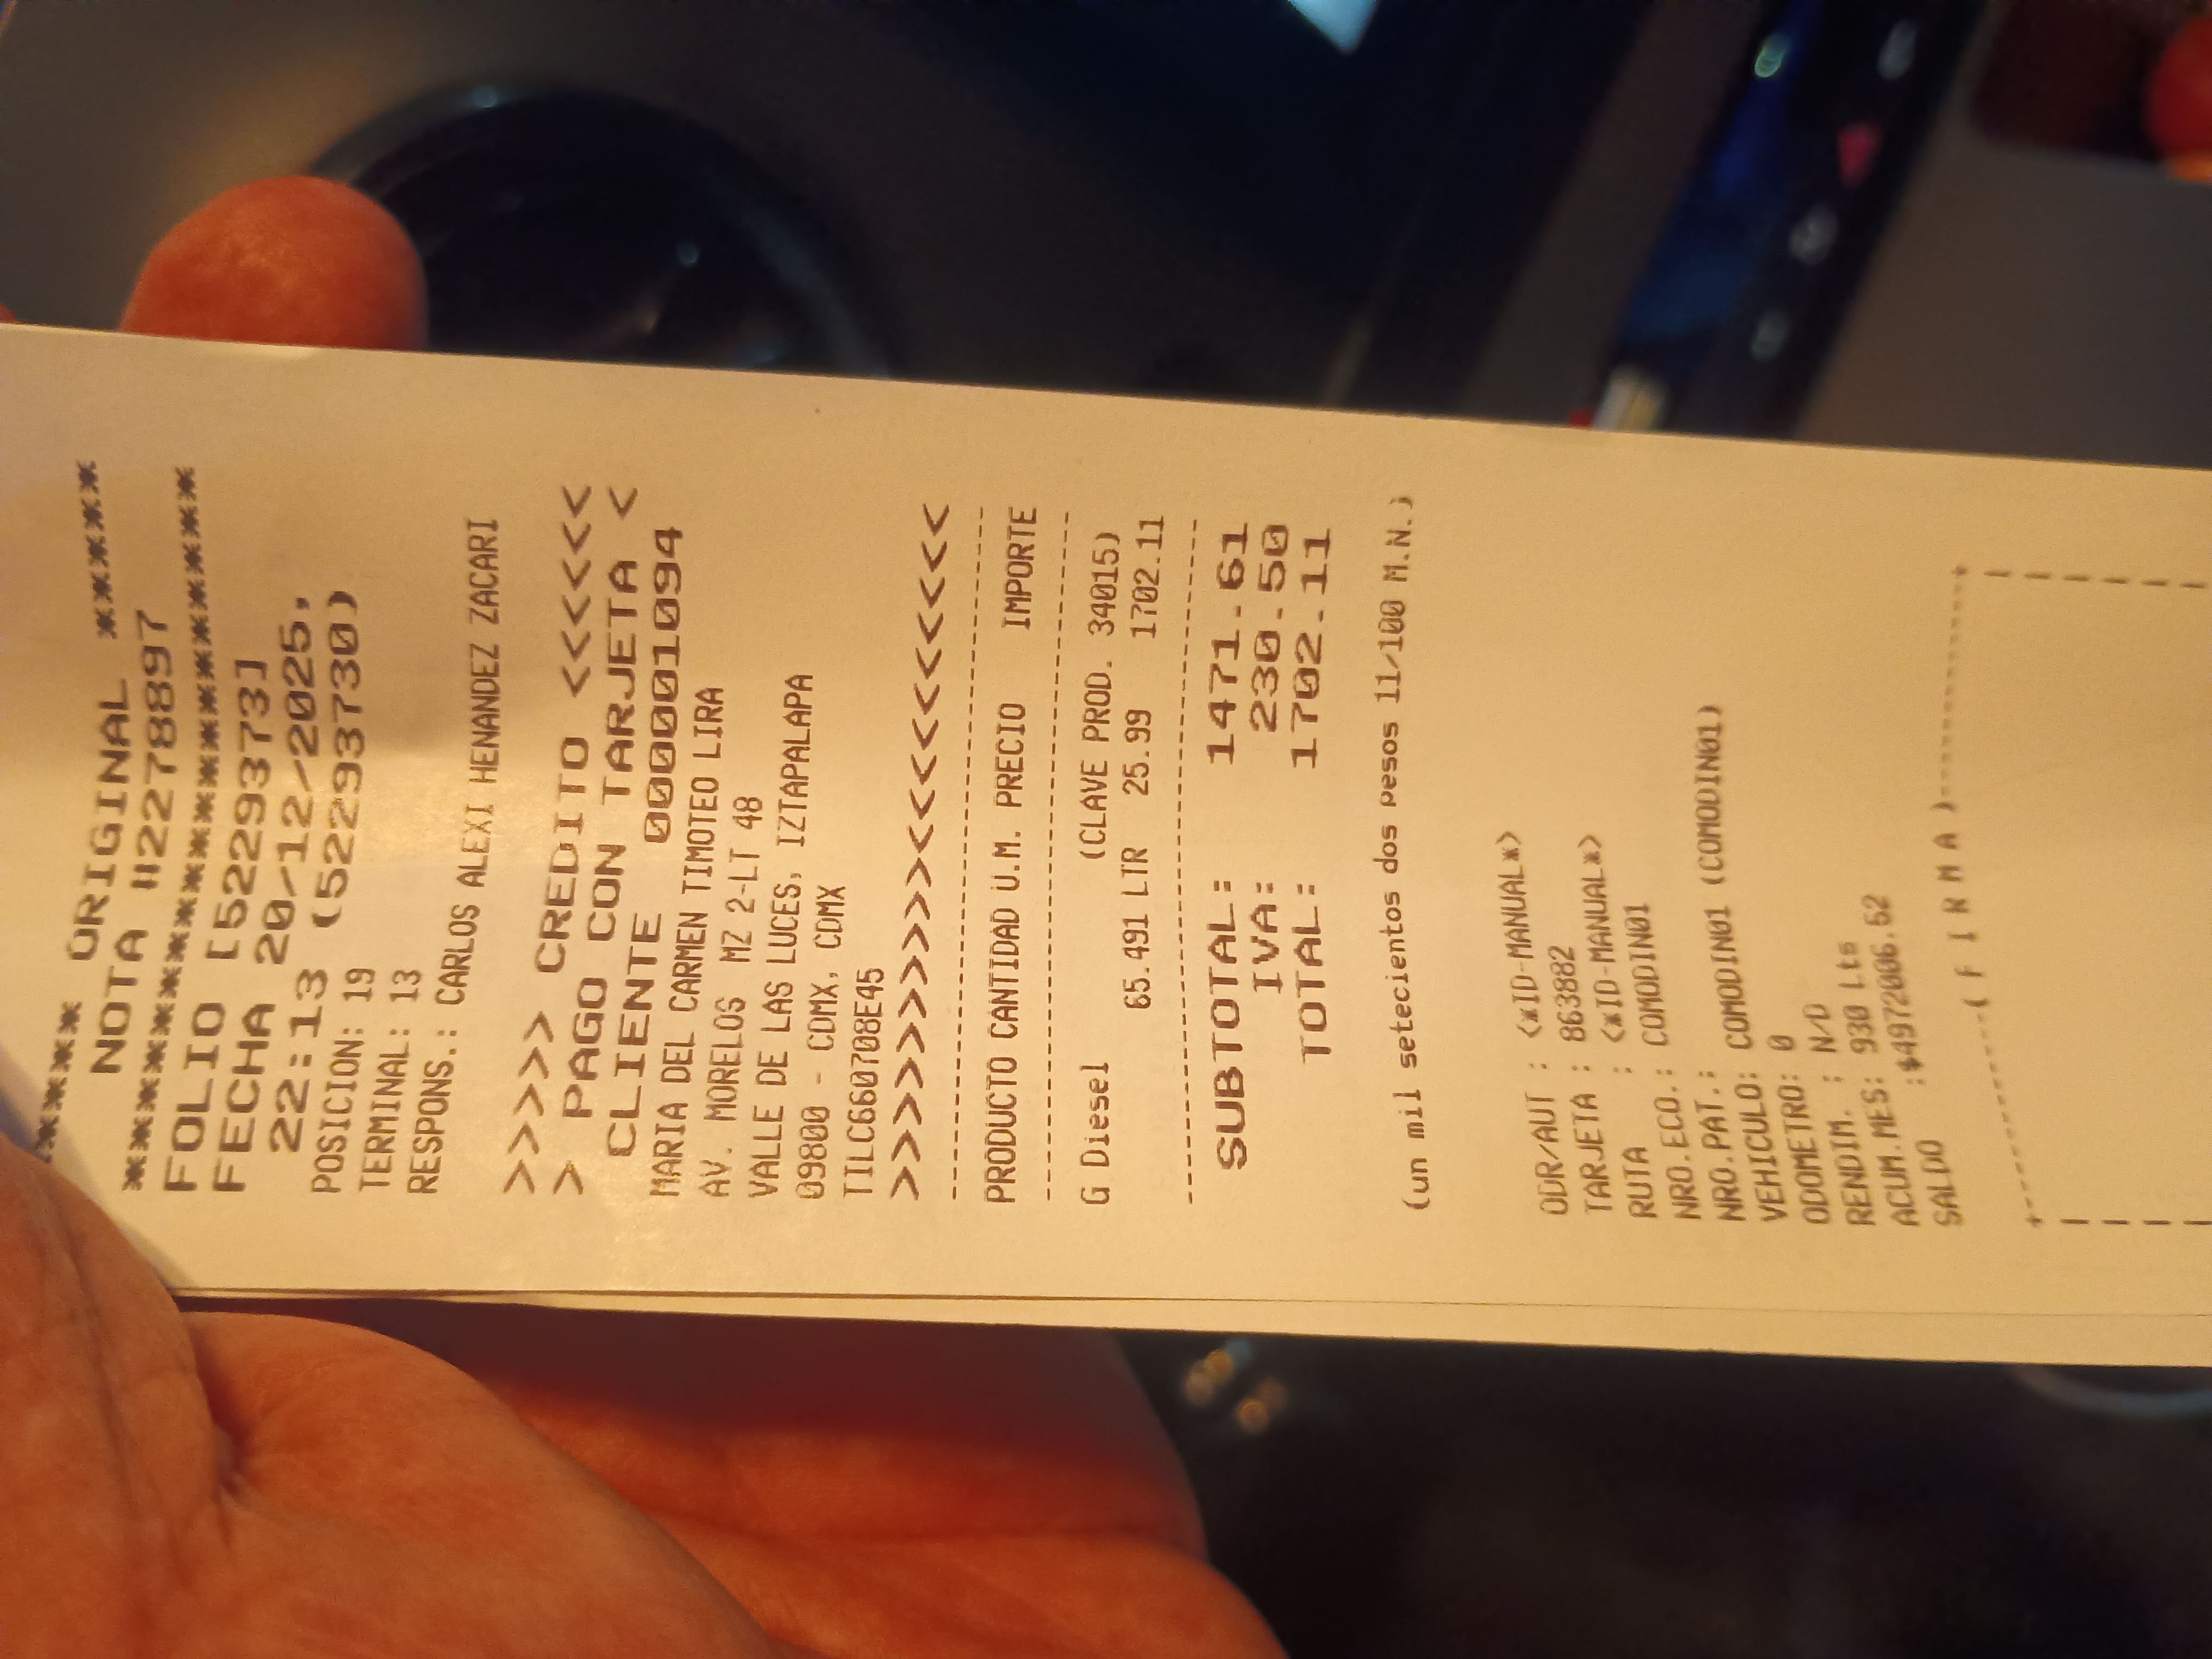 ***** ORIGINAL *****
NOTA #2278897
**************************
FOLIO [5229373]
FECHA 20/12/2025,
22:13 (52293730)
POSICION: 19
TERMINAL: 13
RESPONS.: CARLOS ALEXI HENANDEZ ZACARI
>>>>> CREDITO <<<<<<
> PAGO CON TARJETA <
CLIENTE 0000001094
MARIA DEL CARMEN TIMOTEO LIRA
AV. MORELOS MZ 2-LT 48
VALLE DE LAS LUCES, IZTAPALAPA
09800 - CDMX, CDMX
TILC660708E45
>>>>>>>>>><<<<<<<<<<
PRODUCTO CANTIDAD U.M. PRECIO IMPORTE
G Diesel (CLAVE PROD. 34015)
65.491 LTR 25.99 1702.11
SUBTOTAL: 1471.61
IVA: 230.50
TOTAL: 1702.11
(un mil setecientos dos pesos 11/100 M.N.)
ODR/AUT : <*ID-MANUAL*>
TARJETA : 863882
RUTA : <*ID-MANUAL*>
NRO.ECO.: COMODIN01
NRO.PAT.: COMODIN01 (COMODIN01)
VEHICULO: 0
ODOMETRO: N/D
RENDIM. : 930 Lts
ACUM.MES: $4972006.62
SALDO :
+--------( F I R M A )--------+